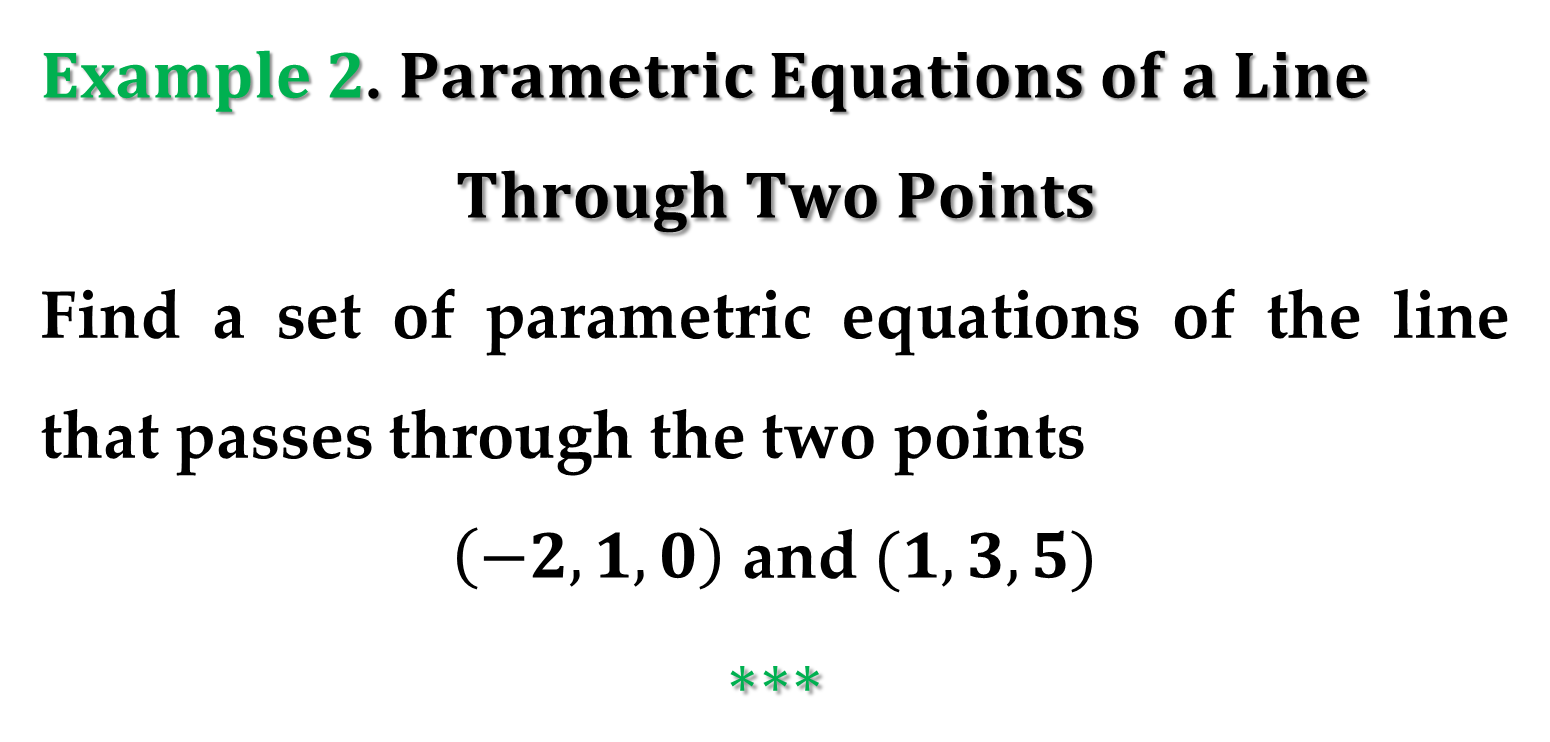 Example 2. Parametric Equations of a Line
Through Two Points
Find a set of parametric equations of the line
that passes through the two points
(−2, 1, 0) and (1, 3, 5)
***